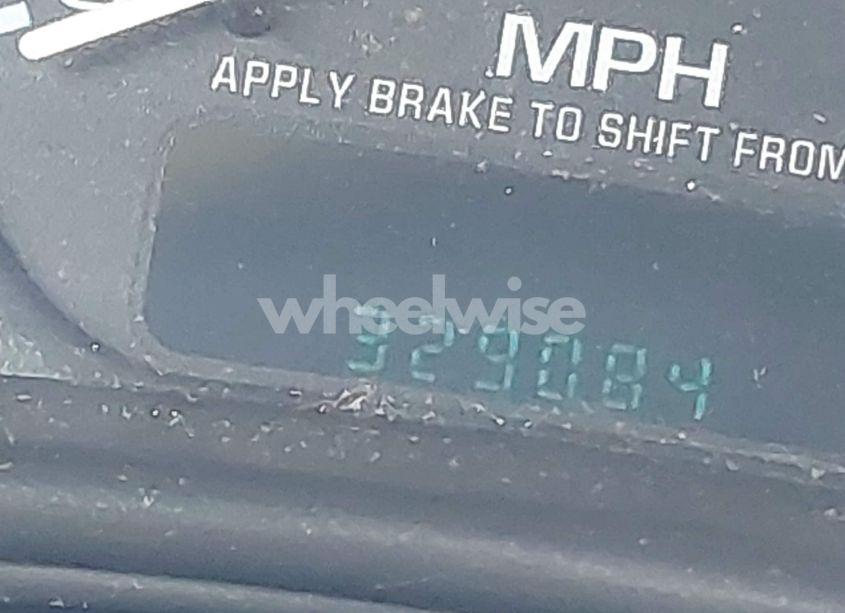 MPH
APPLY BRAKE TO SHIFT FROM
wheelwise
329084